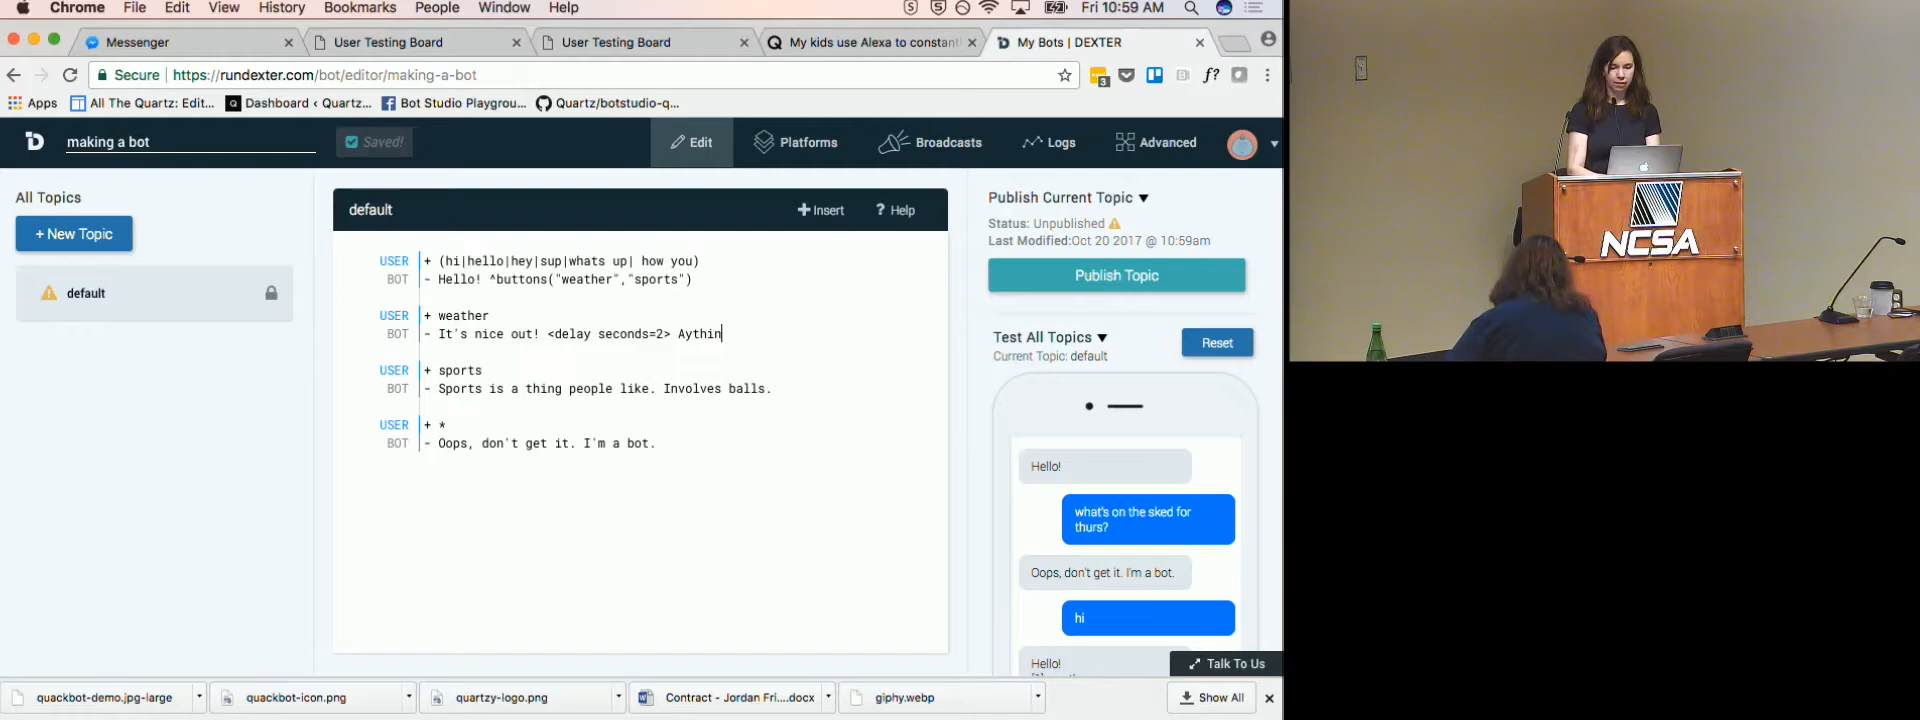 Chrome File Edit View History Bookmarks People Window Help Fri 10:59 AM
Messenger User Testing Board User Testing Board My kids use Alexa to constant My Bots | DEXTER
Secure https://rundexter.com/bot/editor/making-a-bot
Apps All The Quartz: Edit... Dashboard ‹ Quartz... Bot Studio Playgrou... Quartz/botstudio-q...
making a bot Saved! Edit Platforms Broadcasts Logs Advanced
All Topics
+ New Topic
default
default + Insert ? Help
USER + (hi|hello|hey|sup|whats up| how you)
BOT - Hello! ^buttons("weather","sports")
USER + weather
BOT - It's nice out! <delay seconds=2> Aythin
USER + sports
BOT - Sports is a thing people like. Involves balls.
USER + *
BOT - Oops, don't get it. I'm a bot.
Publish Current Topic
Status: Unpublished
Last Modified:Oct 20 2017 @ 10:59am
Publish Topic
Test All Topics Reset
Current Topic: default
Hello!
what's on the sked for
thurs?
Oops, don't get it. I'm a bot.
hi
Hello!
Talk To Us
quackbot-demo.jpg-large quackbot-icon.png quartzy-logo.png Contract - Jordan Fri....docx giphy.webp Show All
NCSA